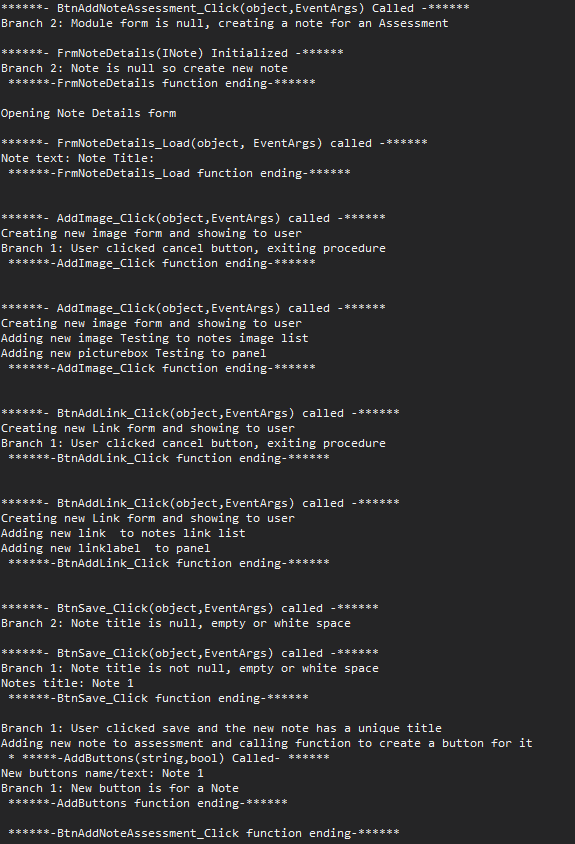 ******- BtnAddNoteAssessment_Click(object,EventArgs) Called -******
Branch 2: Module form is null, creating a note for an Assessment
******- FrmNoteDetails(INote) Initialized -******
Branch 2: Note is null so create new note
******-FrmNoteDetails function ending-******
Opening Note Details form
******- FrmNoteDetails_Load(object, EventArgs) called -******
Note text: Note Title:
******-FrmNoteDetails_Load function ending-******
******- AddImage_Click(object,EventArgs) called -******
Creating new image form and showing to user
Branch 1: User clicked cancel button, exiting procedure
******-AddImage_Click function ending-******
******- AddImage_Click(object,EventArgs) called -******
Creating new image form and showing to user
Adding new image Testing to notes image list
Adding new picturebox Testing to panel
******-AddImage_Click function ending-******
******- BtnAddLink_Click(object,EventArgs) called -******
Creating new Link form and showing to user
Branch 1: User clicked cancel button, exiting procedure
******-BtnAddLink_Click function ending-******
******- BtnAddLink_Click(object,EventArgs) called -******
Creating new Link form and showing to user
Adding new link  to notes link list
Adding new linklabel  to panel
******-BtnAddLink_Click function ending-******
******- BtnSave_Click(object,EventArgs) called -******
Branch 2: Note title is null, empty or white space
******- BtnSave_Click(object,EventArgs) called -******
Branch 1: Note title is not null, empty or white space
Notes title: Note 1
******-BtnSave_Click function ending-******
Branch 1: User clicked save and the new note has a unique title
Adding new note to assessment and calling function to create a button for it
* *****-AddButtons(string,bool) Called- ******
New buttons name/text: Note 1
Branch 1: New button is for a Note
******-AddButtons function ending-******
******-BtnAddNoteAssessment_Click function ending-******